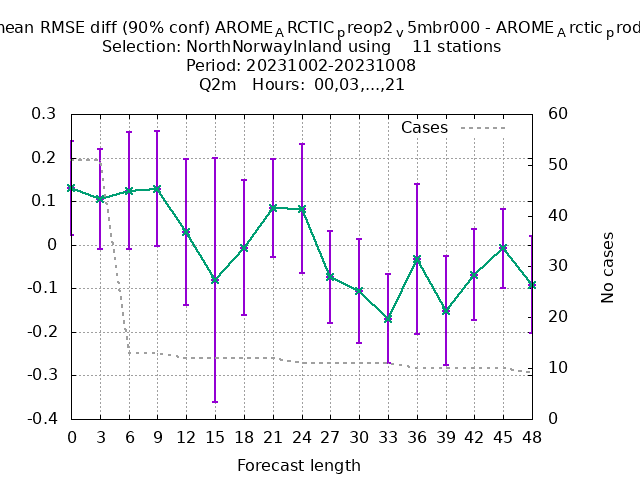 nean RMSE diff (90% conf) AROME_ARCTIC_preop2_v5mbr000 - AROME_Arctic_prod
Selection: NorthNorwayInland using 11 stations
Period: 20231002-20231008
Q2m Hours: 00,03,...,21
Cases
0.3
0.2
0.1
0
-0.1
-0.2
-0.3
-0.4
60
50
40
30
20
10
0
No cases
0 3 6 9 12 15 18 21 24 27 30 33 36 39 42 45 48
Forecast length